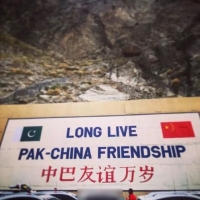 LONG LIVE
PAK-CHINA FRIENDSHIP
中巴友谊万岁